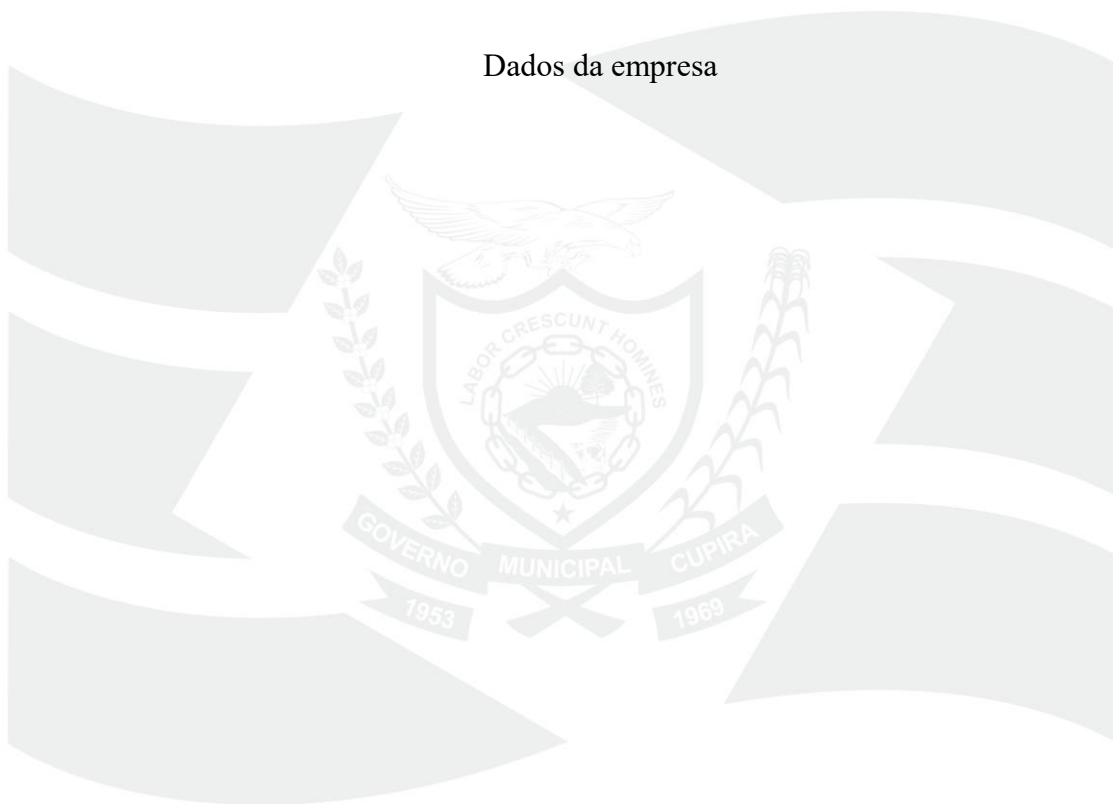 Dados da empresa
LABOR CRESCUNT HOMINES
GOVERNO MUNICIPAL CUPIRA
1953 1969